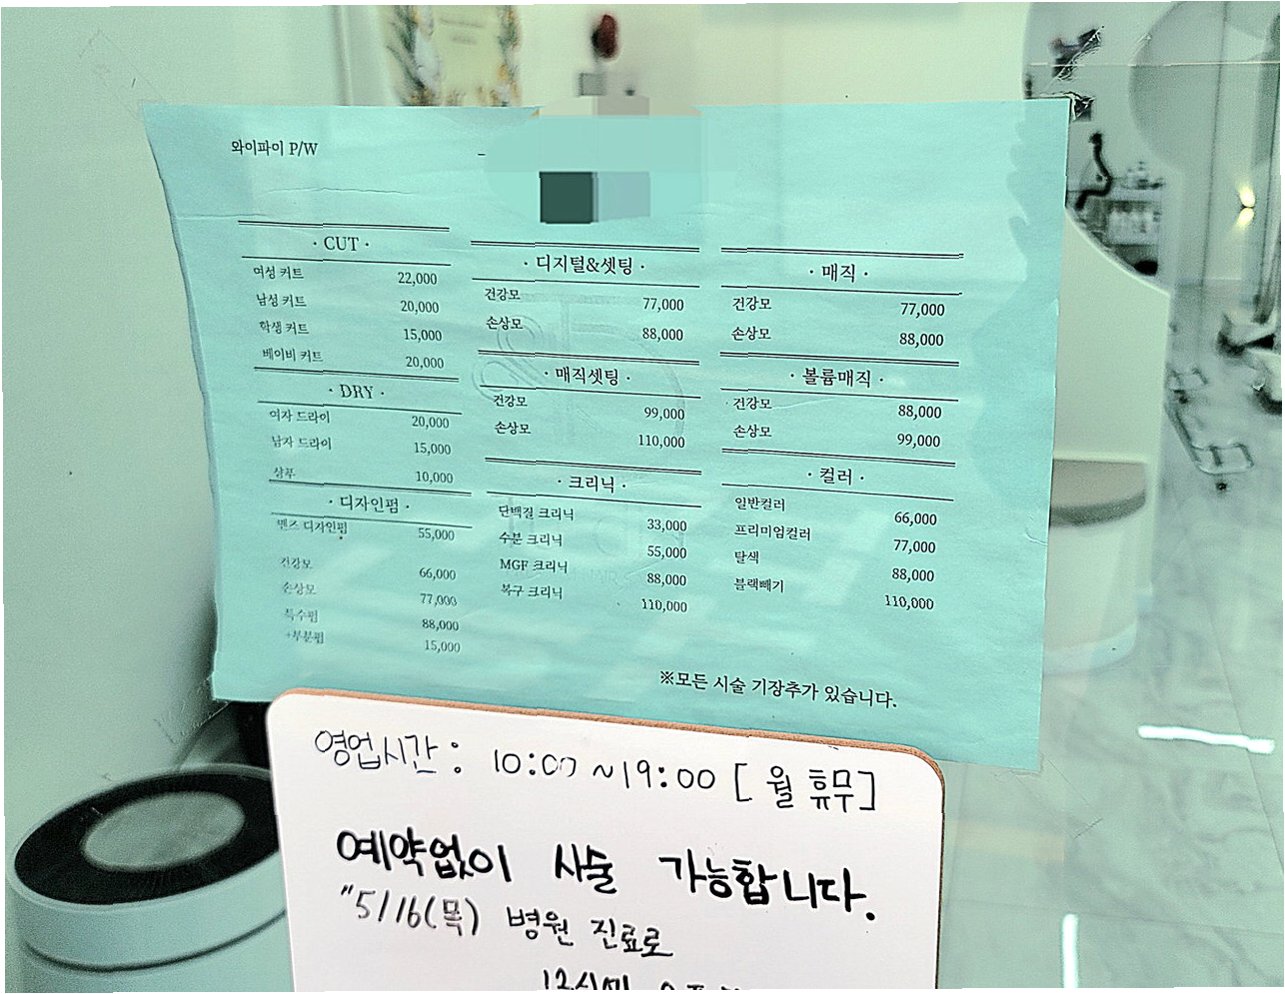 와이파이 P/W
· CUT ·
여성 커트 22,000
남성 커트 20,000
학생 커트 15,000
베이비 커트 20,000
· DRY ·
여자 드라이 20,000
남자 드라이 15,000
샴푸 10,000
· 디자인펌 ·
맨즈 디자인펌 55,000
건강모 66,000
손상모 77,000
특수펌 88,000
+부분펌 15,000
· 디지털&셋팅 ·
건강모 77,000
손상모 88,000
· 매직셋팅 ·
건강모 99,000
손상모 110,000
· 크리닉 ·
단백질 크리닉 33,000
수분 크리닉 55,000
MGF 크리닉 88,000
복구 크리닉 110,000
· 매직 ·
건강모 77,000
손상모 88,000
· 볼륨매직 ·
건강모 88,000
손상모 99,000
· 컬러 ·
일반컬러 66,000
프리미엄컬러 77,000
탈색 88,000
블랙빼기 110,000
※모든 시술 기장추가 있습니다.
영업시간 : 10:00 ~19:00 [ 월 휴무]
예약없이 시술 가능합니다.
"5/16(목) 병원 진료로